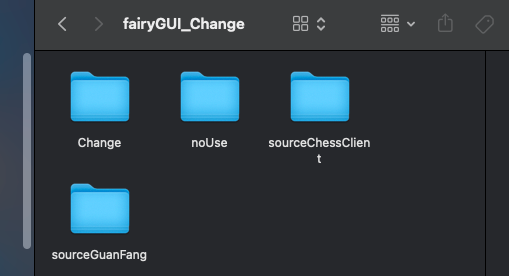 fairyGUI_Change
Change
noUse
sourceChessClien
t
sourceGuanFang